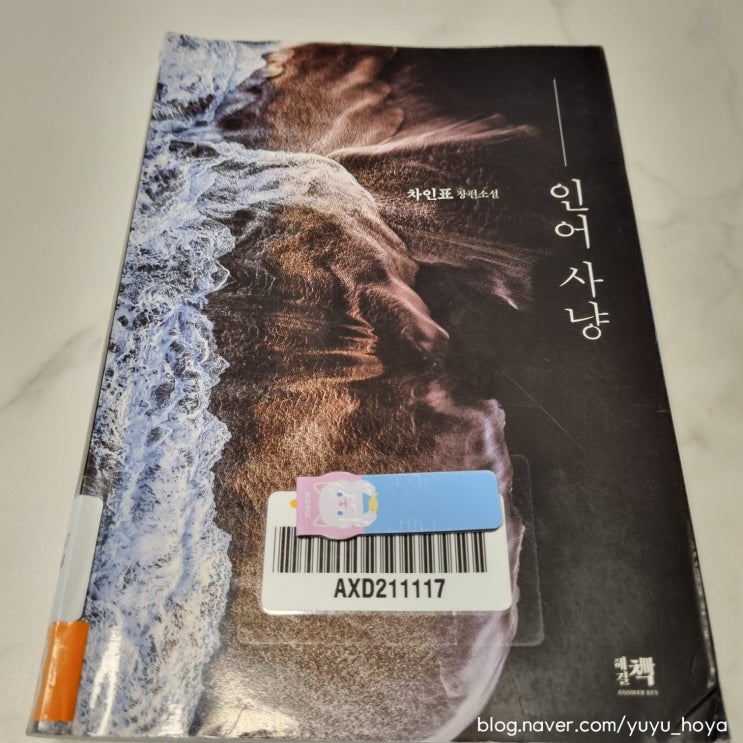 차인표 장편소설
인어 사냥
meow
AXD211117
해결책
ANSWER KEY
blog.naver.com/yuyu_hoya